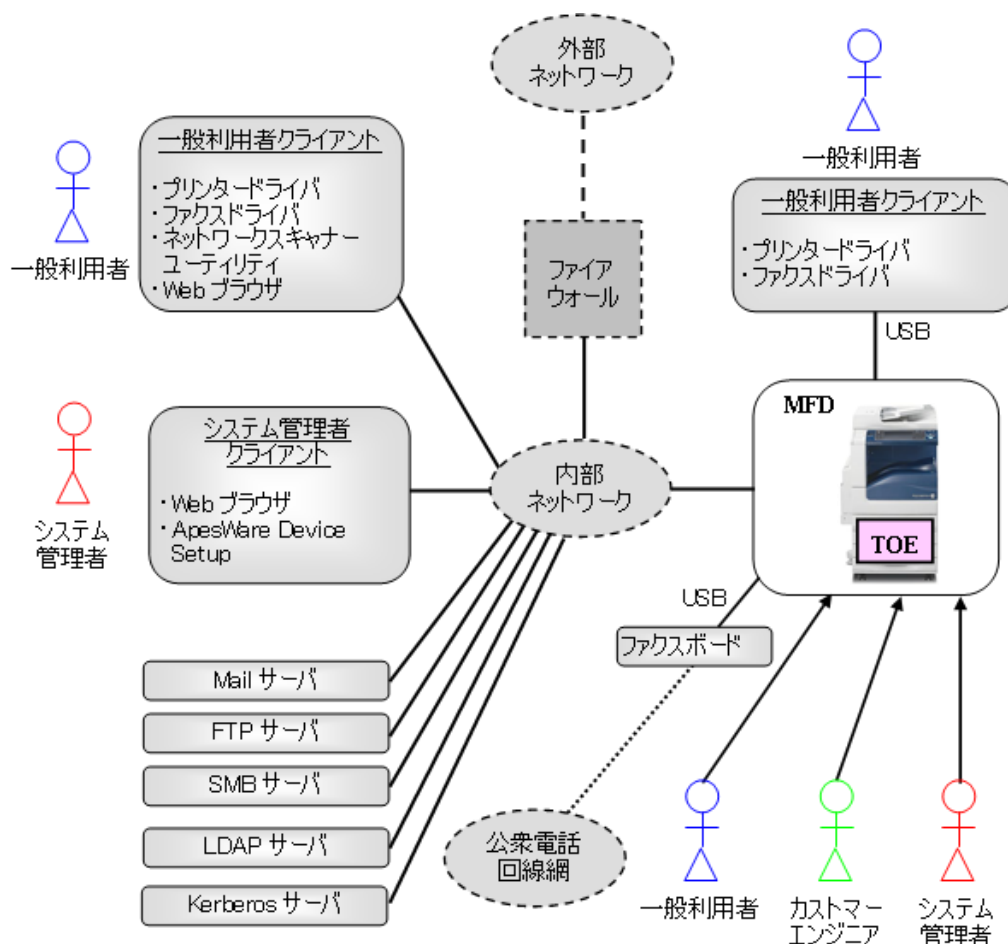 外部
ネットワーク
一般利用者
一般利用者クライアント
・プリンタードライバ
・ファクスドライバ
・ネットワークスキャナー
ユーティリティ
・Web ブラウザ
一般利用者
ファイア
ウォール
一般利用者クライアント
・プリンタードライバ
・ファクスドライバ
USB
MFD
TOE
システム管理者
クライアント
・Web ブラウザ
・ApesWare Device
Setup
システム
管理者
内部
ネットワーク
USB
ファクスボード
Mail サーバ
FTP サーバ
SMB サーバ
LDAP サーバ
Kerberos サーバ
公衆電話
回線網
一般利用者
カストマー
エンジニア
システム
管理者